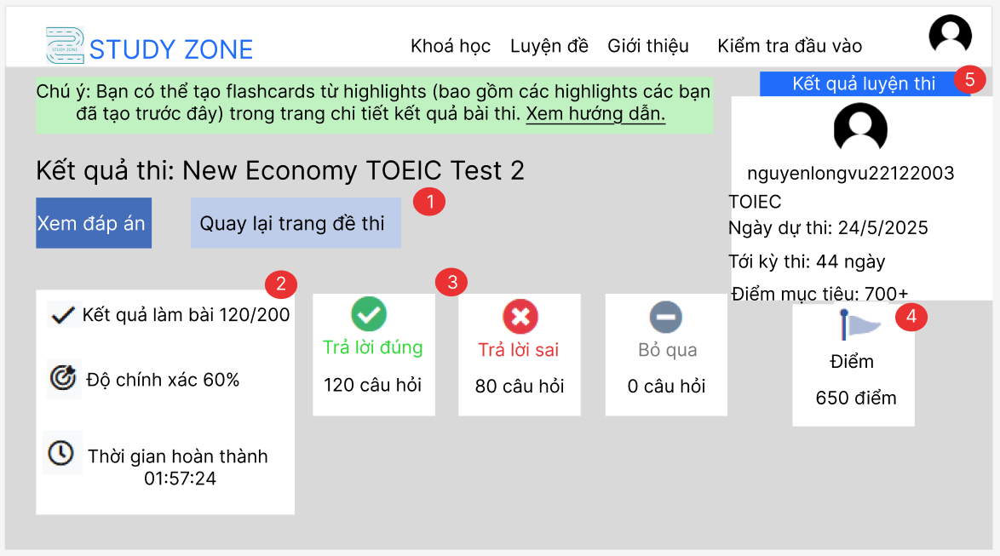 STUDY ZONE
STUDY ZONE
Khoá học
Luyện đề
Giới thiệu
Kiểm tra đầu vào
Chú ý: Bạn có thể tạo flashcards từ highlights (bao gồm các highlights các bạn
đã tạo trước đây) trong trang chi tiết kết quả bài thi. Xem hướng dẫn.
Kết quả luyện thi
5
nguyenlongvu22122003
TOIEC
Ngày dự thi: 24/5/2025
Tới kỳ thi: 44 ngày
Điểm mục tiêu: 700+
Kết quả thi: New Economy TOEIC Test 2
Xem đáp án
Quay lại trang đề thi
1
2
Kết quả làm bài 120/200
Độ chính xác 60%
Thời gian hoàn thành
01:57:24
Trả lời đúng
120 câu hỏi
3
Trả lời sai
80 câu hỏi
Bỏ qua
0 câu hỏi
4
Điểm
650 điểm